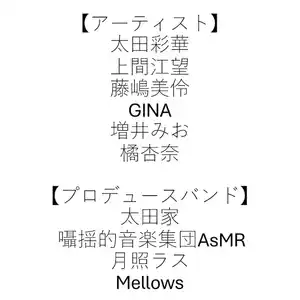 【アーティスト】
太田彩華
上間江望
藤嶋美伶
GINA
増井みお
橘杏奈
【プロデュースバンド】
太田家
囁揺的音楽集団AsMR
月照ラス
Mellows